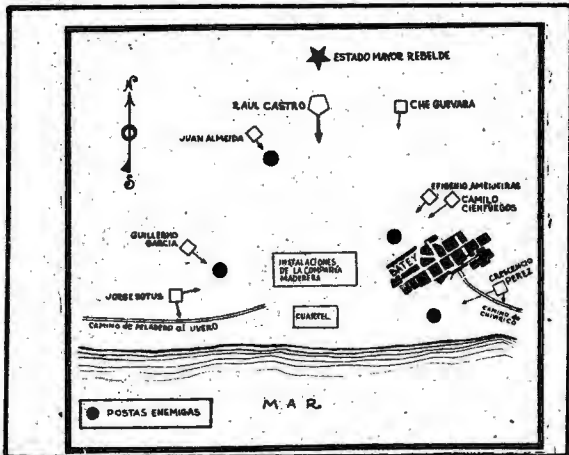 ESTADO MAYOR REBELDE
N
RAUL CASTRO
CHE GUEVARA
JUAN ALMEIDA
S
EFIGENIO AMEIJEIRAS
CAMILO
CIENFUEGOS
GUILLERMO
GARCIA
BATEY
INSTALACIONES
DE LA COMPAÑIA
MADERERA
CRESCENCIO
PEREZ
JORGE SOTUS
CAMINO de PELADERO al UVERO
CUARTEL
CAMINO de
CHIVIRICO
MAR
POSTAS ENEMIGAS